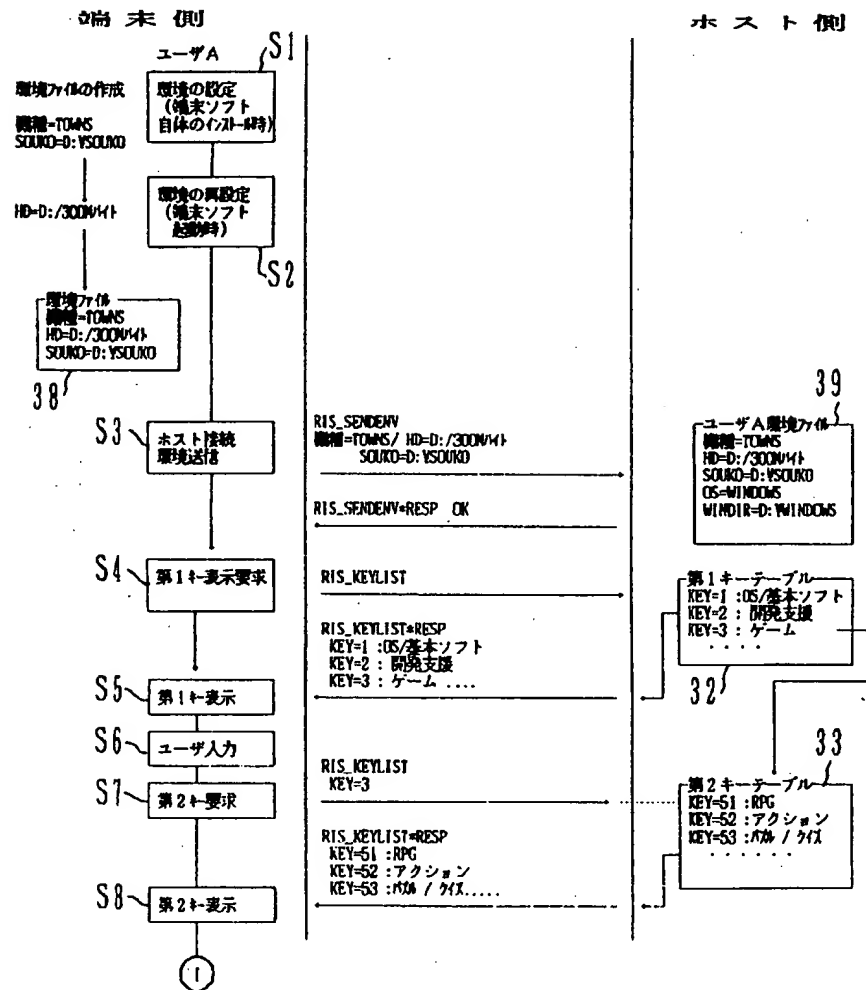 端末側
ホスト側
ユーザA
S1
環境ファイルの作成
機種=TOWNS
SOUKO=D:¥SOUKO
環境の設定
(端末ソフト
自体のインストール時)
HD=D:/300Mバイト
環境の再設定
(端末ソフト
起動時)
S2
環境ファイル
機種=TOWNS
HD=D:/300Mバイト
SOUKO=D:¥SOUKO
38
S3
ホスト接続
環境送信
RIS_SENDENV
機種=TOWNS/ HD=D:/300Mバイト
SOUKO=D:¥SOUKO
RIS_SENDENV*RESP OK
39
ユーザA環境ファイル
機種=TOWNS
HD=D:/300Mバイト
SOUKO=D:¥SOUKO
OS=WINDOWS
WINDIR=D:¥WINDOWS
S4
第1キー表示要求
RIS_KEYLIST
第1キーテーブル
KEY=1 :OS/基本ソフト
KEY=2 : 開発支援
KEY=3 : ゲーム
. . . .
32
RIS_KEYLIST*RESP
KEY=1 :OS/基本ソフト
KEY=2 : 開発支援
KEY=3 : ゲーム ....
S5
第1キー表示
S6
ユーザ入力
S7
第2キー要求
RIS_KEYLIST
KEY=3
33
第2キーテーブル
KEY=51 :RPG
KEY=52 :アクション
KEY=53 :パズル / クイズ
. . . . . .
RIS_KEYLIST*RESP
KEY=51 :RPG
KEY=52 :アクション
KEY=53 :パズル / クイズ.....
S8
第2キー表示
1